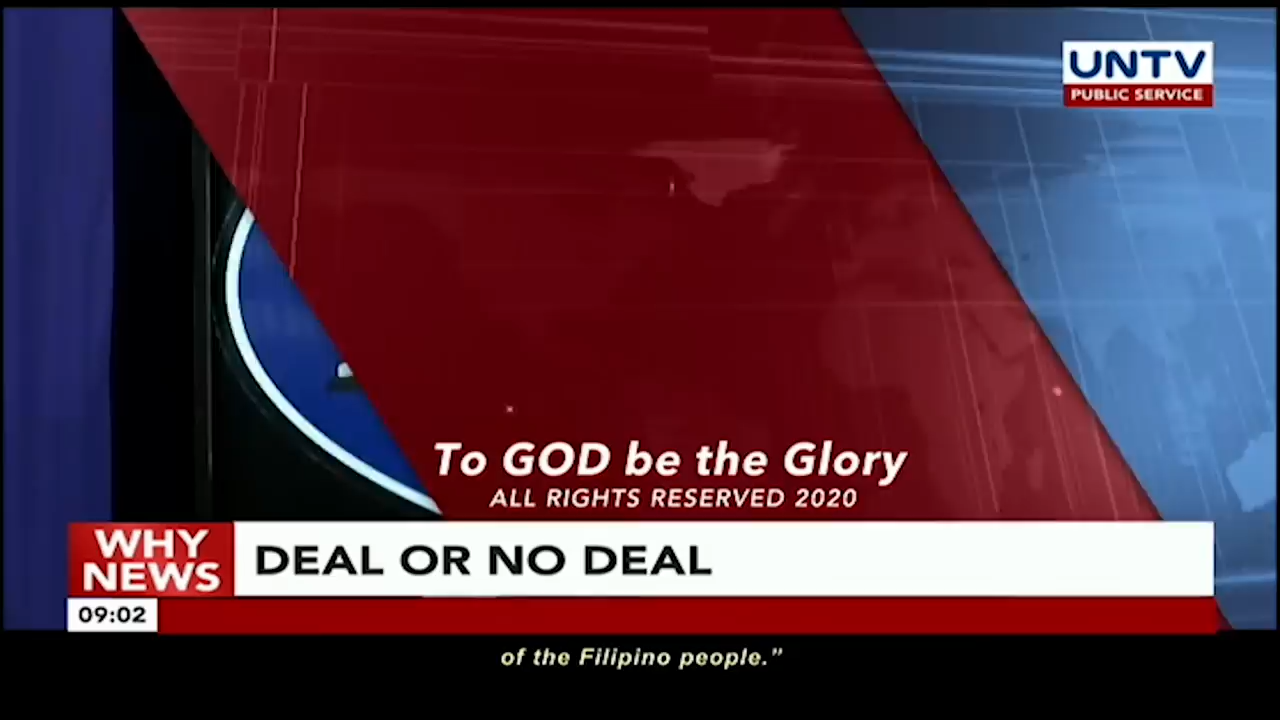 UNTV
PUBLIC SERVICE
To GOD be the Glory
ALL RIGHTS RESERVED 2020
WHY
NEWS
DEAL OR NO DEAL
09:02
of the Filipino people.”